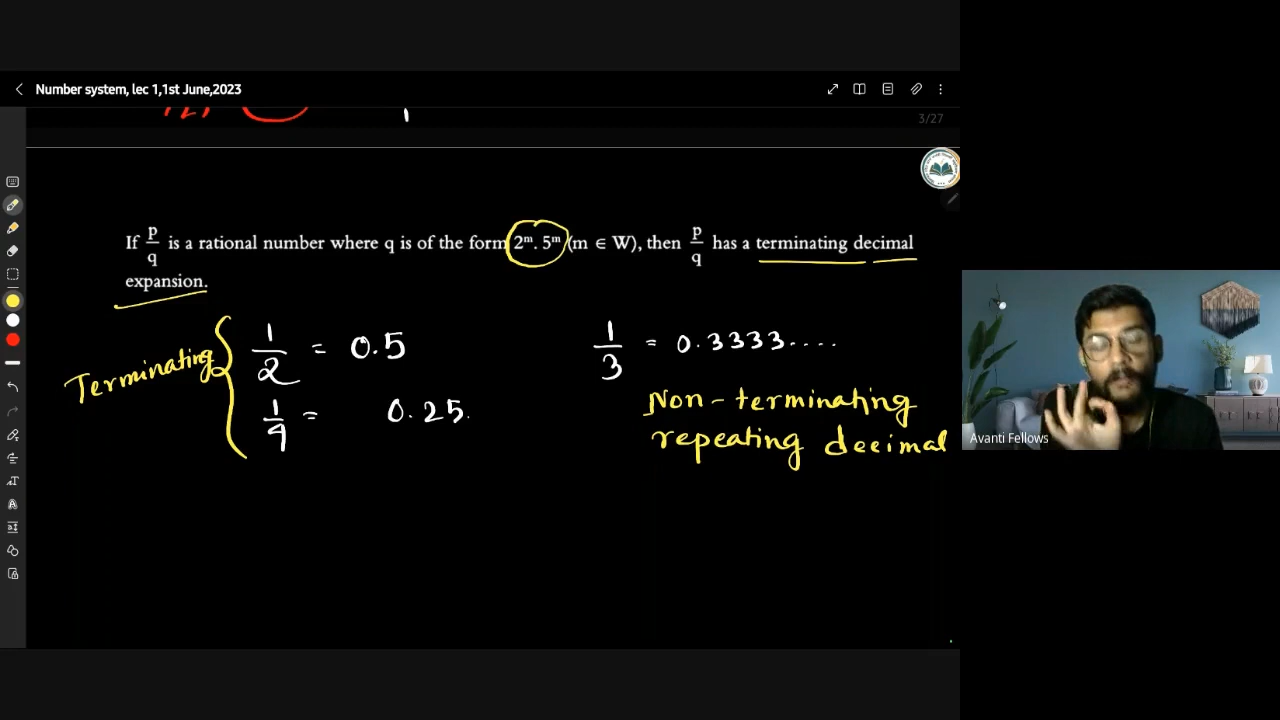 Number system, lec 1,1st June,2023
3/27
If p/q is a rational number where q is of the form 2ᵐ. 5ᵐ (m ∈ W), then p/q has a terminating decimal
expansion.
Terminating
1/2 = 0.5
1/4 = 0.25.
1/3 = 0.3333....
Non-terminating
repeating decimal
Avanti Fellows